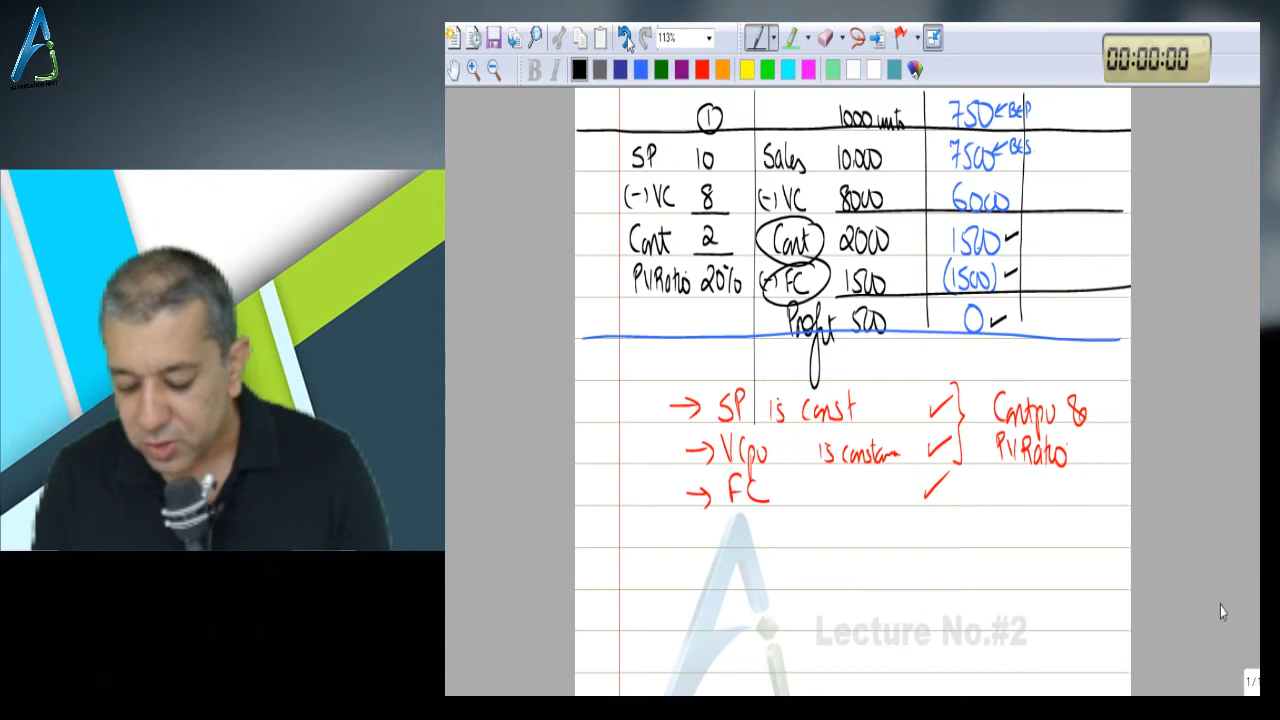 113%
00:00:00
① 1000 units 750 ← BEP
SP 10 Sales 10000 7500 ← BES
(-) VC 8 (-) VC 8000 6000
Cont 2 Cont 2000 1500 ✓
PV Ratio 20% (-) FC 1500 (1500) ✓
Profit 500 0 ✓
→ SP is const ✓ } Contpu &
→ VCpu is constant ✓ PV Ratio
→ FC ✓
Lecture No.#2
1/1